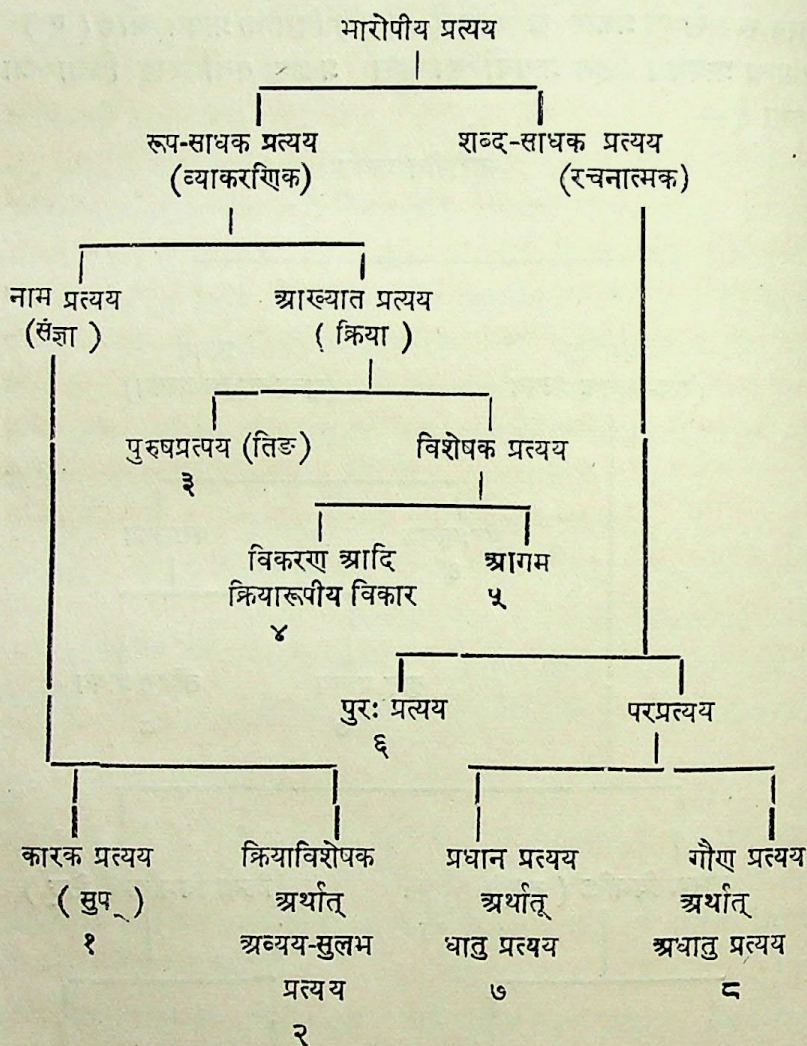 भारोपीय प्रत्यय
रूप-साधक प्रत्यय
(व्याकरणिक)
शब्द-साधक प्रत्यय
(रचनात्मक)
नाम प्रत्यय
(संज्ञा )
आख्यात प्रत्यय
( क्रिया )
पुरुषप्रत्पय (तिङ)
३
विशेषक प्रत्यय
विकरण आदि
क्रियारूपीय विकार
४
आगम
५
पुरः प्रत्यय
६
परप्रत्यय
कारक प्रत्यय
( सुप् )
१
क्रियाविशेषक
अर्थात्
अव्यय-सुलभ
प्रत्यय
२
प्रधान प्रत्यय
अर्थातू
धातु प्रत्यय
७
गौण प्रत्यय
अर्थात्
अधातु प्रत्यय
८